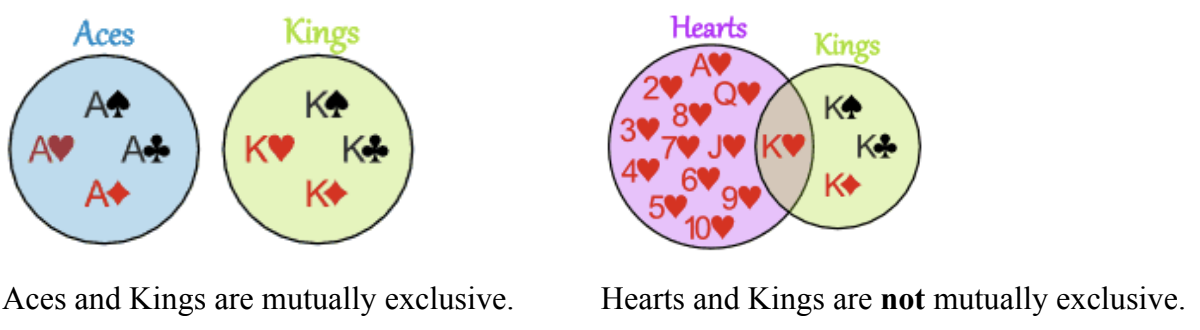 Aces
Kings
A♠
A♥ A♣
A♦
K♠
K♥ K♣
K♦
Hearts
Kings
A♥
2♥ Q♥
8♥
3♥
7♥ J♥
4♥
6♥
5♥ 9♥
10♥
K♥
K♠
K♣
K♦
Aces and Kings are mutually exclusive.
Hearts and Kings are not mutually exclusive.